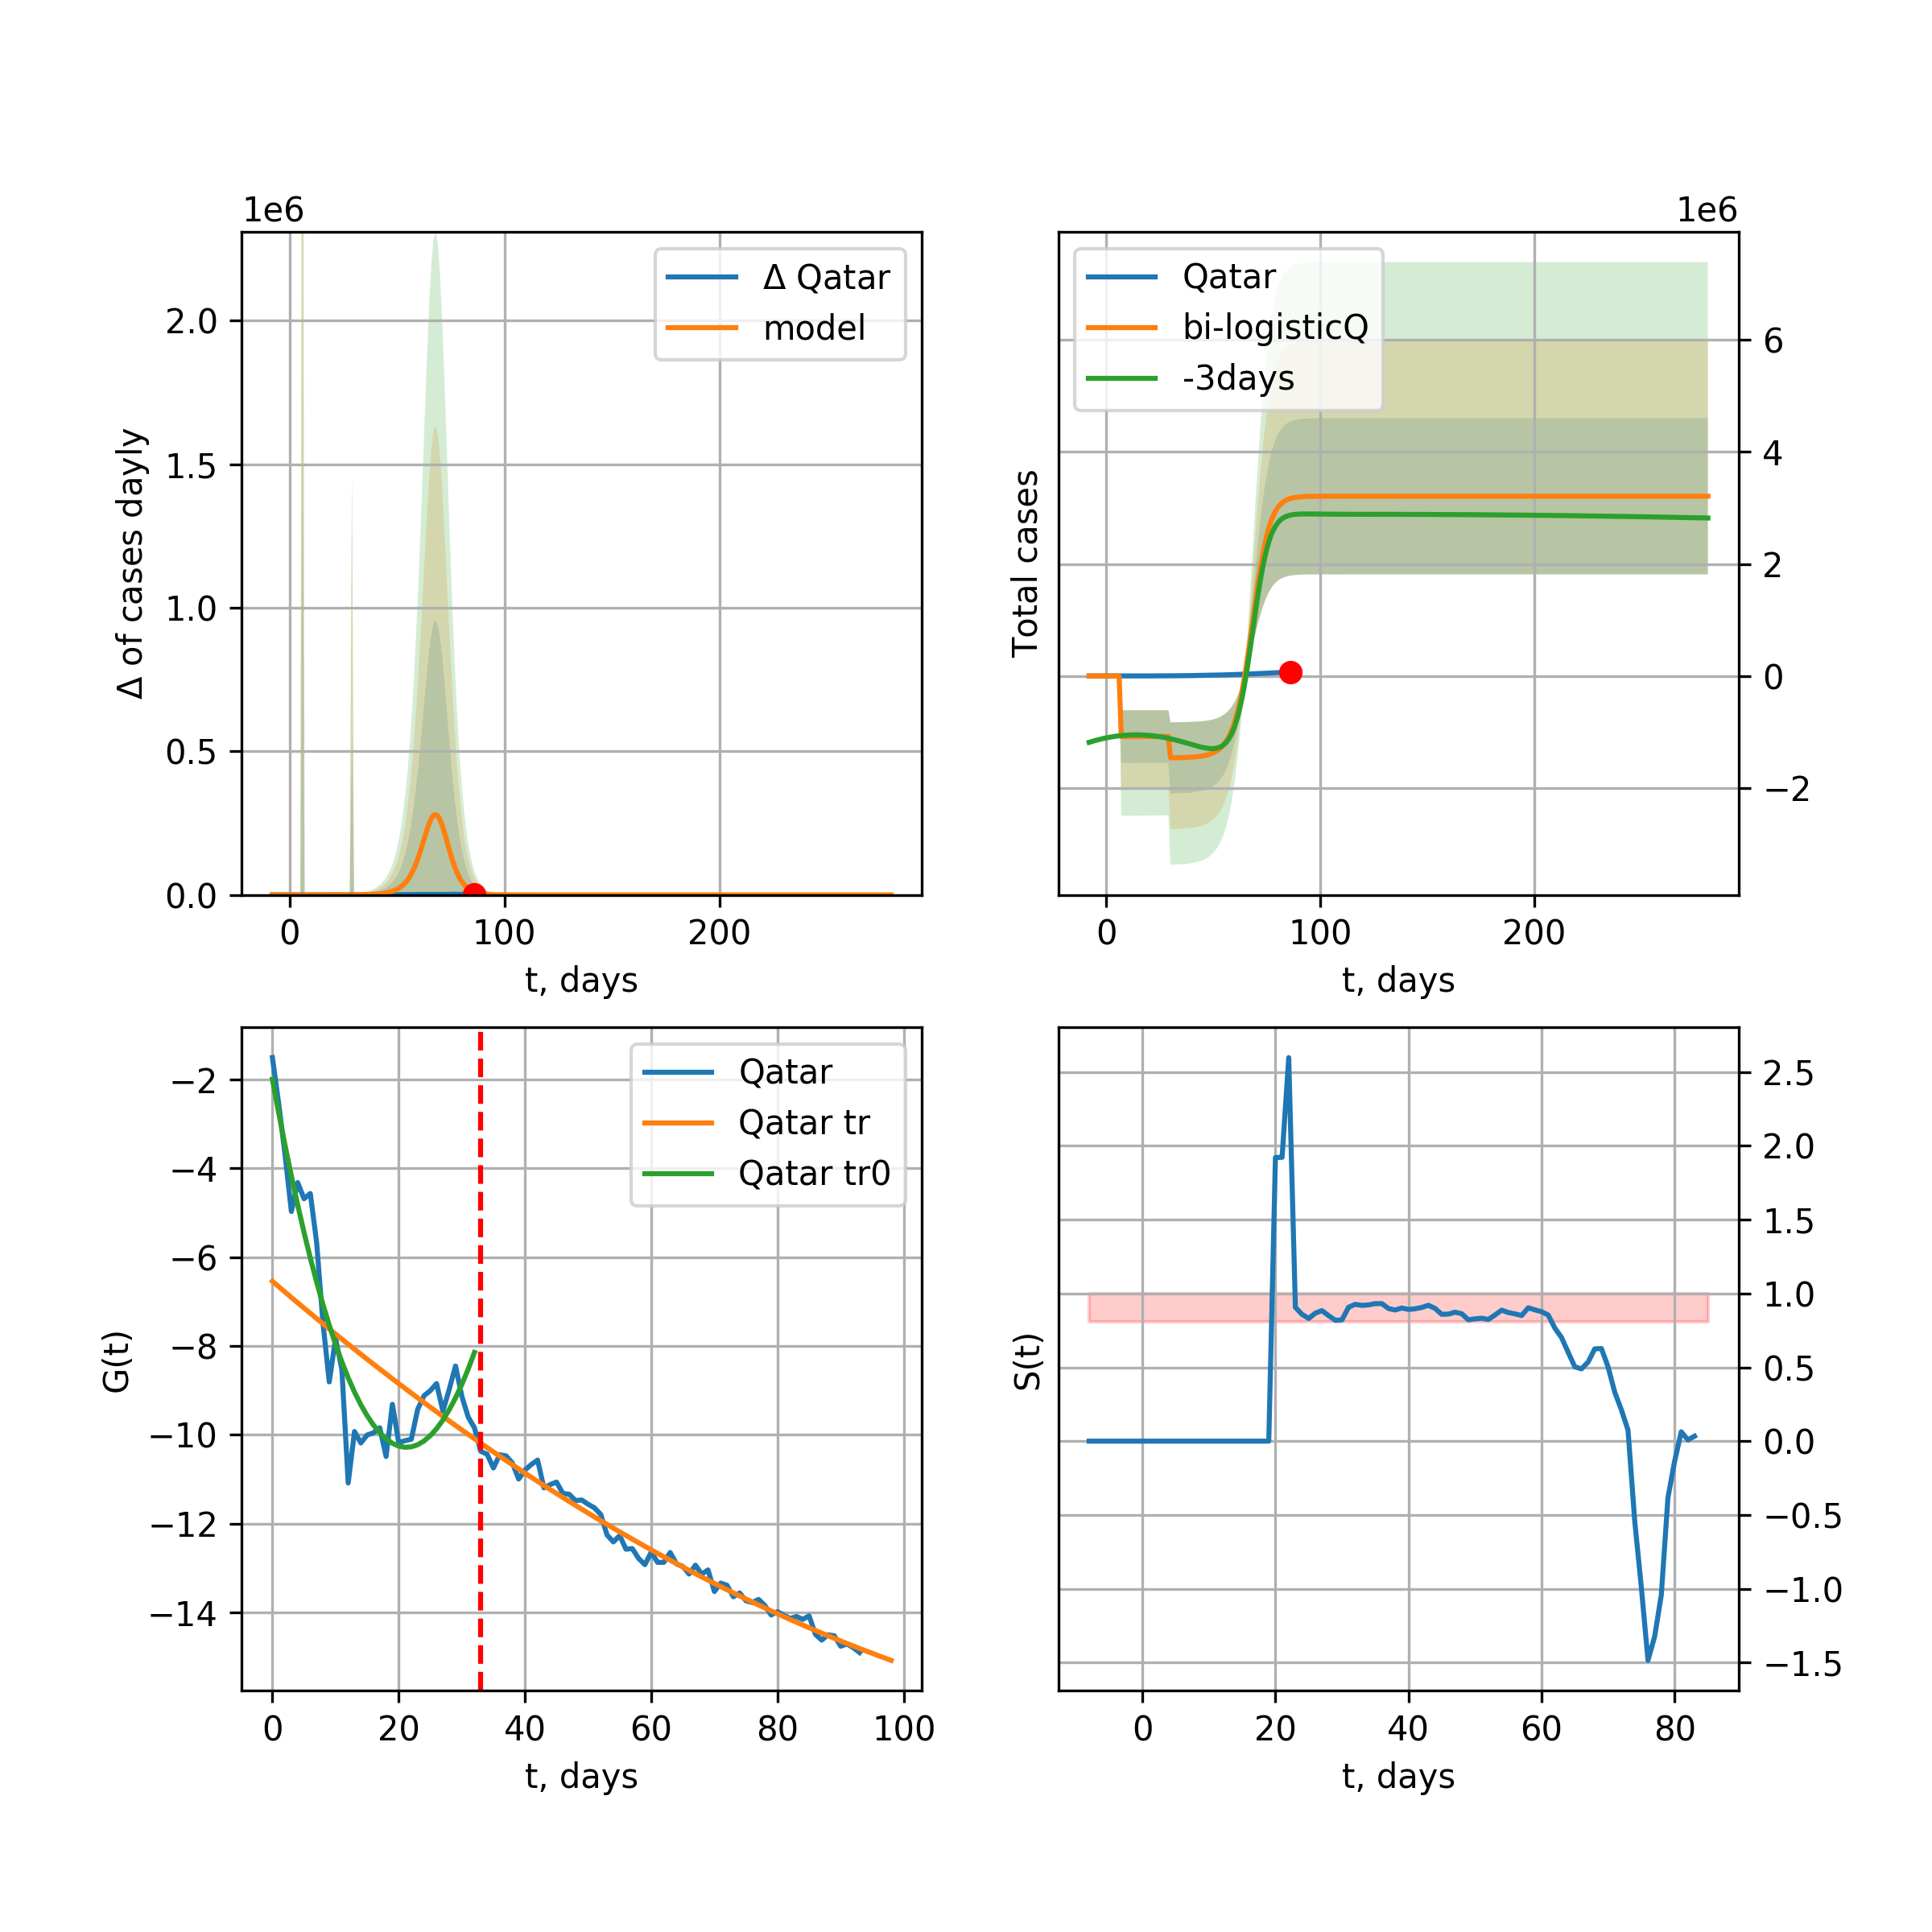 1e6
Δ Qatar
model
2.0
1.5
1.0
0.5
0.0
Δ of cases dayly
0 100 200
t, days
1e6
Qatar
bi-logisticQ
-3days
6
4
2
0
−2
Total cases
0 100 200
t, days
Qatar
Qatar tr
Qatar tr0
−2
−4
−6
−8
−10
−12
−14
G(t)
0 20 40 60 80 100
t, days
2.5
2.0
1.5
1.0
0.5
0.0
−0.5
−1.0
−1.5
S(t)
0 20 40 60 80
t, days